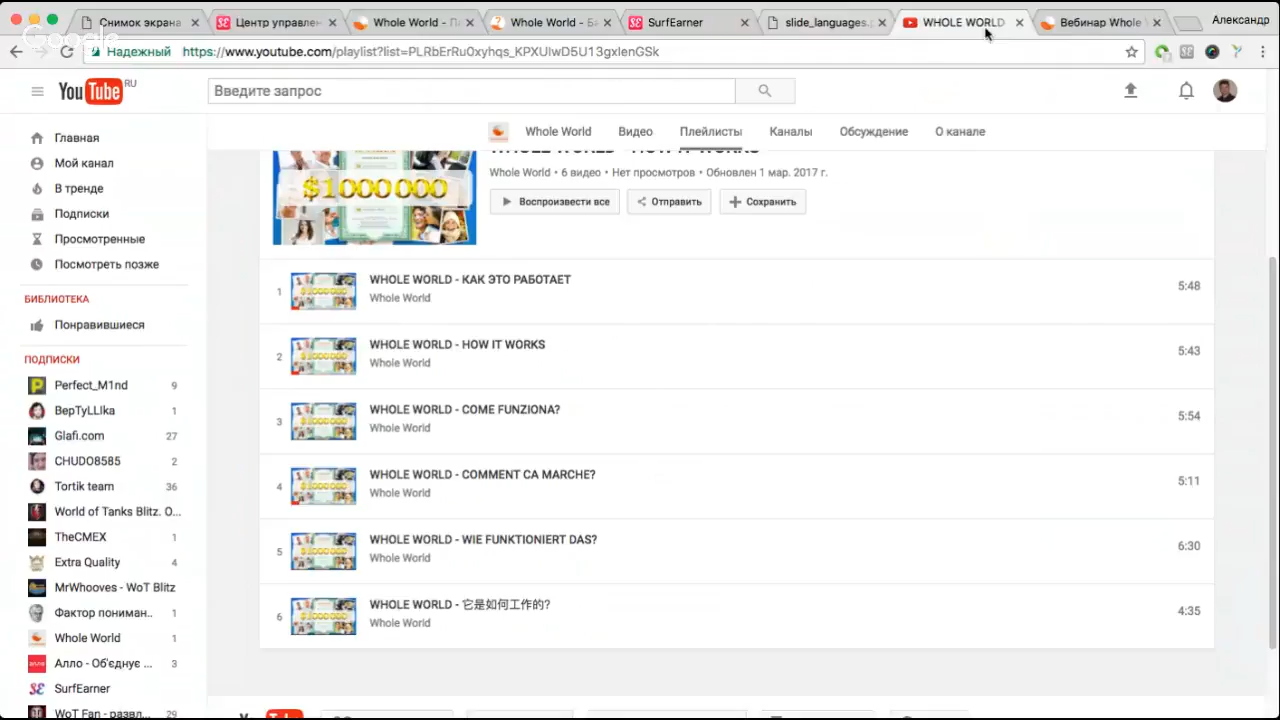 Снимок экрана
Центр управлен
Whole World - П
Whole World - Б
SurfEarner
slide_languages.p
WHOLE WORLD
Вебинар Whole
Александр
Google
Надежный
https://www.youtube.com/playlist?list=PLRbErRu0xyhqs_KPXUIwD5U13gxIenGSk
YouTube RU
Введите запрос
Whole World
Видео
Плейлисты
Каналы
Обсуждение
О канале
Главная
Мой канал
В тренде
Подписки
Просмотренные
Посмотреть позже
БИБЛИОТЕКА
Понравившиеся
ПОДПИСКИ
Perfect_M1nd 9
ВерТуLLIка 1
Glafi.com 27
CHUDO8585 2
Tortik team 36
World of Tanks Blitz. O...
TheCMEX 1
Extra Quality 4
MrWhooves - WoT Blitz
Фактор пониман.. 1
Whole World 1
Алло - Об'єднує ... 3
SurfEarner
WoT Fan - развл... 29
$1000000
WHOLE WORLD - HOW IT WORKS
Whole World • 6 видео • Нет просмотров • Обновлен 1 мар. 2017 г.
Воспроизвести все
Отправить
Сохранить
1 WHOLE WORLD - КАК ЭТО РАБОТАЕТ 5:48
Whole World
2 WHOLE WORLD - HOW IT WORKS 5:43
Whole World
3 WHOLE WORLD - COME FUNZIONA? 5:54
Whole World
4 WHOLE WORLD - COMMENT CA MARCHE? 5:11
Whole World
5 WHOLE WORLD - WIE FUNKTIONIERT DAS? 6:30
Whole World
6 WHOLE WORLD - 它是如何工作的? 4:35
Whole World